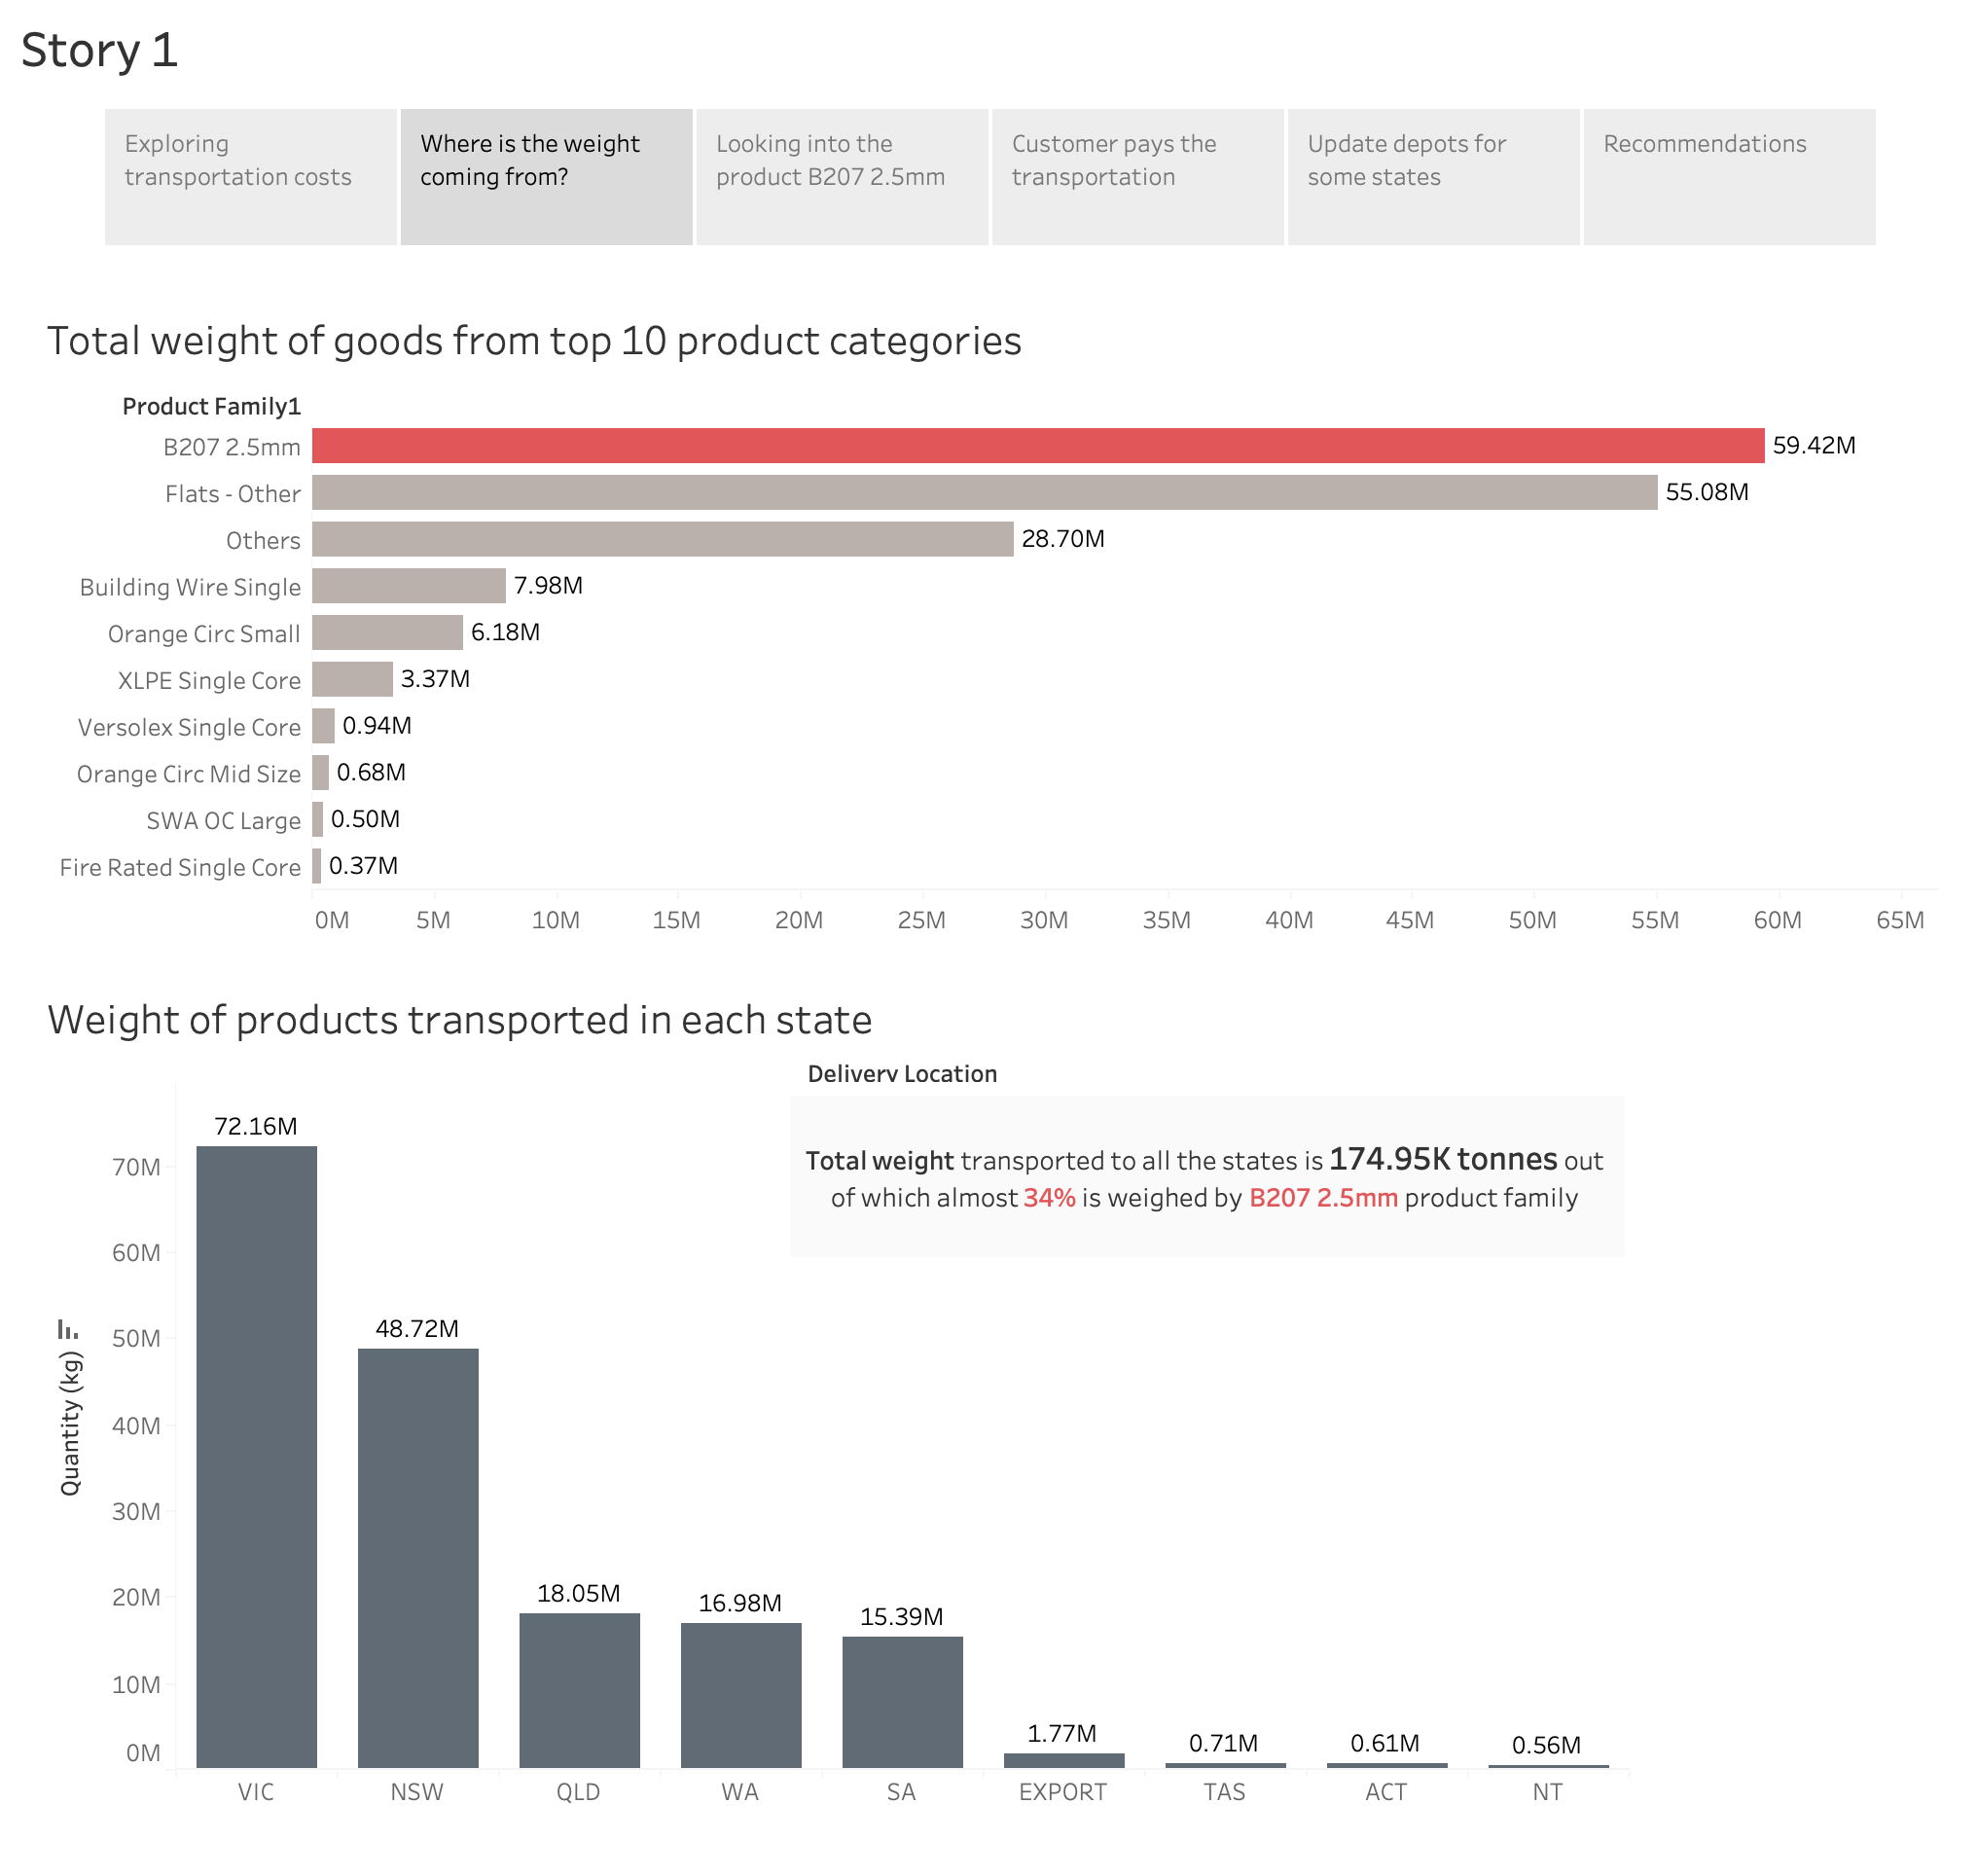 Story 1
Exploring
transportation costs
Where is the weight
coming from?
Looking into the
product B207 2.5mm
Customer pays the
transportation
Update depots for
some states
Recommendations
Total weight of goods from top 10 product categories
Product Family1
B207 2.5mm 59.42M
Flats - Other 55.08M
Others 28.70M
Building Wire Single 7.98M
Orange Circ Small 6.18M
XLPE Single Core 3.37M
Versolex Single Core 0.94M
Orange Circ Mid Size 0.68M
SWA OC Large 0.50M
Fire Rated Single Core 0.37M
0M 5M 10M 15M 20M 25M 30M 35M 40M 45M 50M 55M 60M 65M
Weight of products transported in each state
Delivery Location
Total weight transported to all the states is 174.95K tonnes out
of which almost 34% is weighed by B207 2.5mm product family
Quantity (kg)
70M
60M
50M
40M
30M
20M
10M
0M
72.16M 48.72M 18.05M 16.98M 15.39M 1.77M 0.71M 0.61M 0.56M
VIC NSW QLD WA SA EXPORT TAS ACT NT